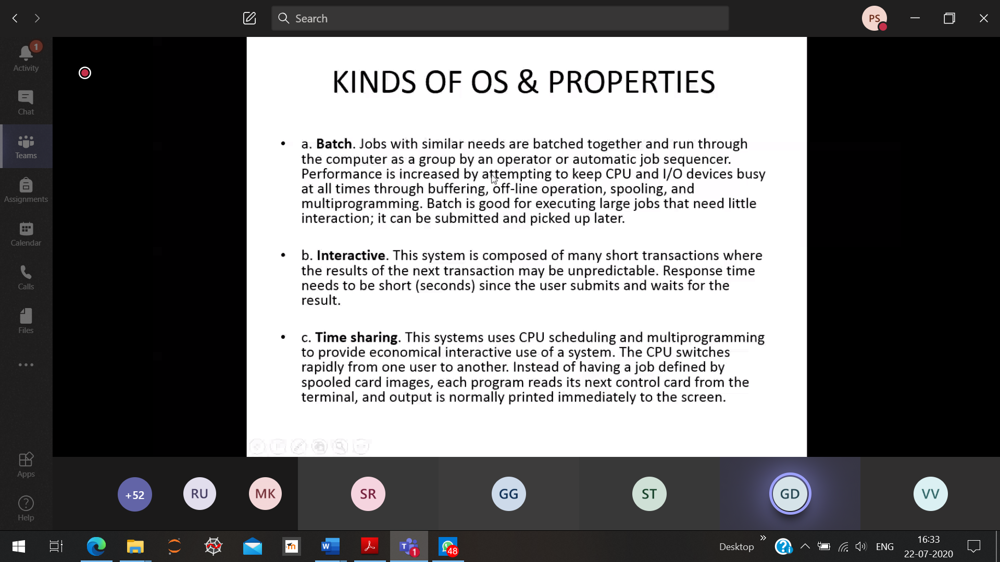 Search
PS
1
Activity
Chat
Teams
Assignments
Calendar
Calls
Files
Apps
Help
KINDS OF OS & PROPERTIES
• a. Batch. Jobs with similar needs are batched together and run through
the computer as a group by an operator or automatic job sequencer.
Performance is increased by attempting to keep CPU and I/O devices busy
at all times through buffering, off-line operation, spooling, and
multiprogramming. Batch is good for executing large jobs that need little
interaction; it can be submitted and picked up later.
• b. Interactive. This system is composed of many short transactions where
the results of the next transaction may be unpredictable. Response time
needs to be short (seconds) since the user submits and waits for the
result.
• c. Time sharing. This systems uses CPU scheduling and multiprogramming
to provide economical interactive use of a system. The CPU switches
rapidly from one user to another. Instead of having a job defined by
spooled card images, each program reads its next control card from the
terminal, and output is normally printed immediately to the screen.
+52 RU MK SR GG ST GD VV
W m T 1 48
Desktop ENG 16:33
22-07-2020